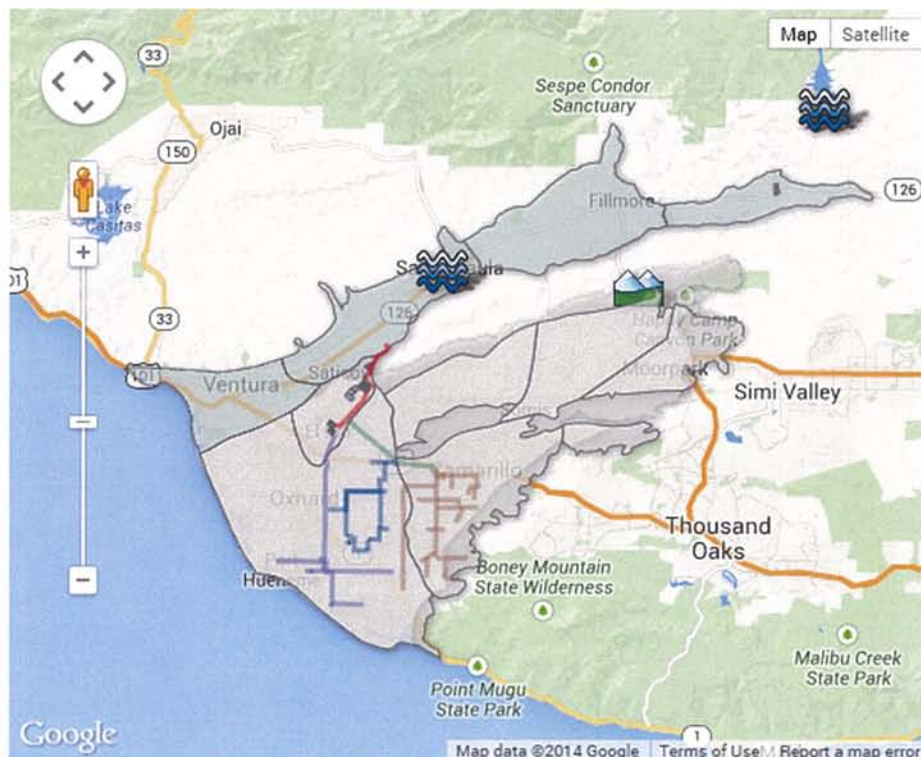 33
Map Satellite
Sespe Condor
Sanctuary
Ojai
150
Lake
Casitas
126
Fillmore
33
126
Happy Camp
Canyon Park
101
Ventura
Moorpark
Simi Valley
Oxnard
Camarillo
Thousand
Oaks
Boney Mountain
State Wilderness
Malibu Creek
State Park
Point Mugu
State Park
1
Google
Map data ©2014 Google Terms of Use Report a map error